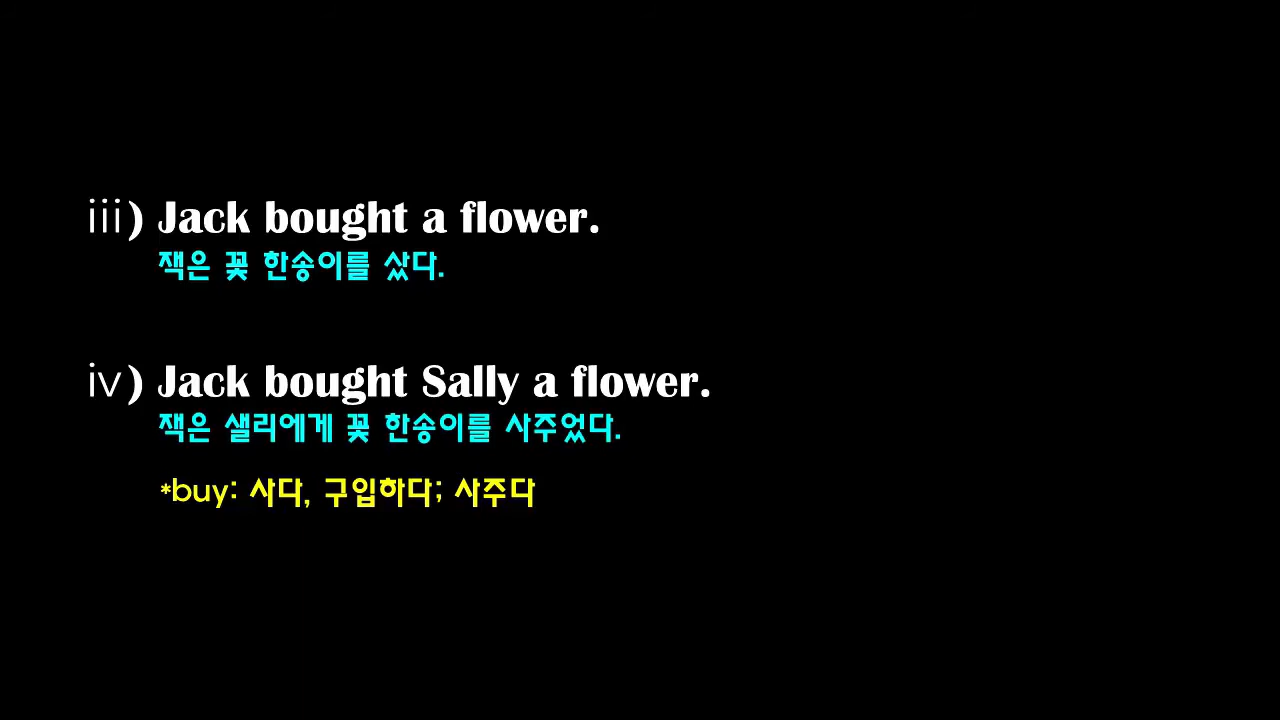 ⅲ) Jack bought a flower.
잭은 꽃 한송이를 샀다.
ⅳ) Jack bought Sally a flower.
잭은 샐리에게 꽃 한송이를 사주었다.
*buy: 사다, 구입하다; 사주다